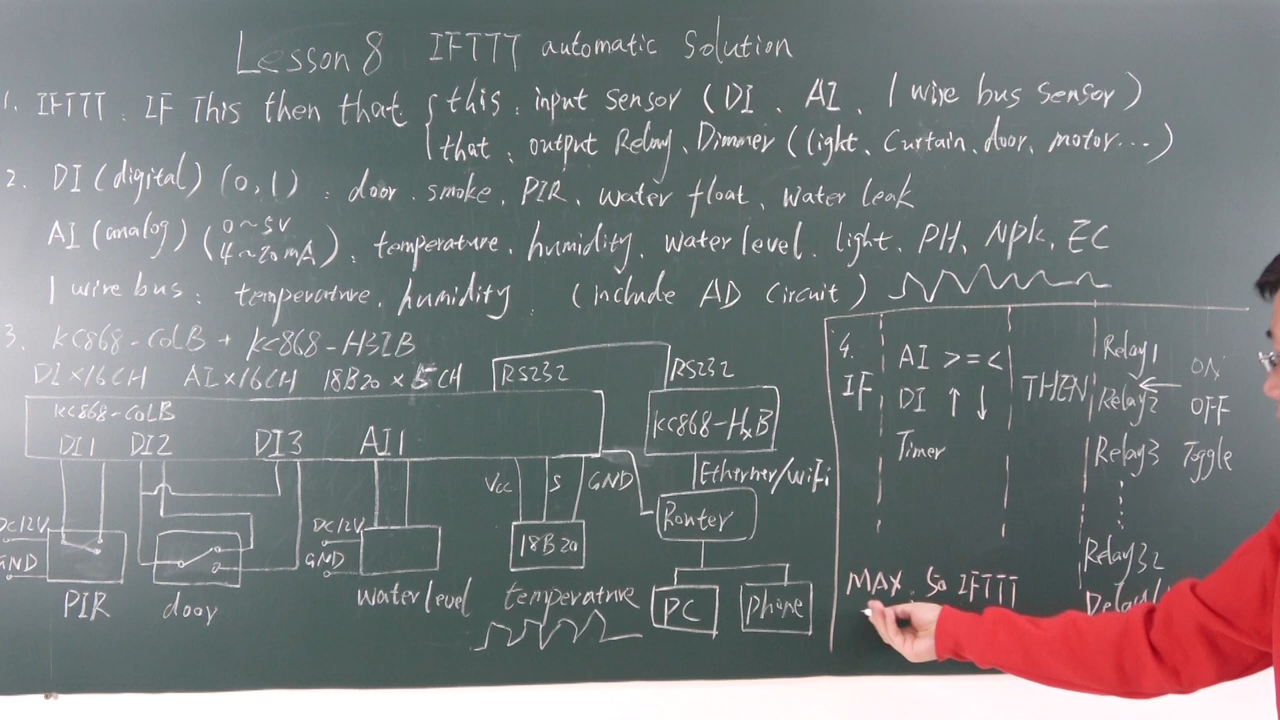 Lesson 8 IFTTT automatic Solution
1. IFTTT : IF This then that { this : input sensor ( DI 、 AI 、 1 wire bus sensor )
that : output Relay 、 Dimmer ( light 、 Curtain 、 door 、 motor... )
2. DI (digital) (0,1) : door 、 smoke 、 PIR 、 water float 、 water leak
AI (analog) ( 0~5V
4~20mA ) : temperature 、 humidity 、 water level 、 light 、 PH 、 NPK 、 EC
1 wire bus : temperature 、 humidity ( include AD Circuit )
3. KC868-COLB + KC868-H32B
DI×16CH AI×16CH 18B20 × 5 CH
RS232 RS232
KC868-COLB
DI1 DI2 DI3 AI1
KC868-HxB
Vcc S GND
Ethernet/WiFi
Router
DC12V
GND
DC12V
GND
18B20
PIR door water level temperature
PC Phone
4.
IF
AI >=<
DI ↑ ↓
Timer
THEN
Relay1
Relay2
Relay3
Relay32
ON
OFF
Toggle
MAX. 50 IFTTT